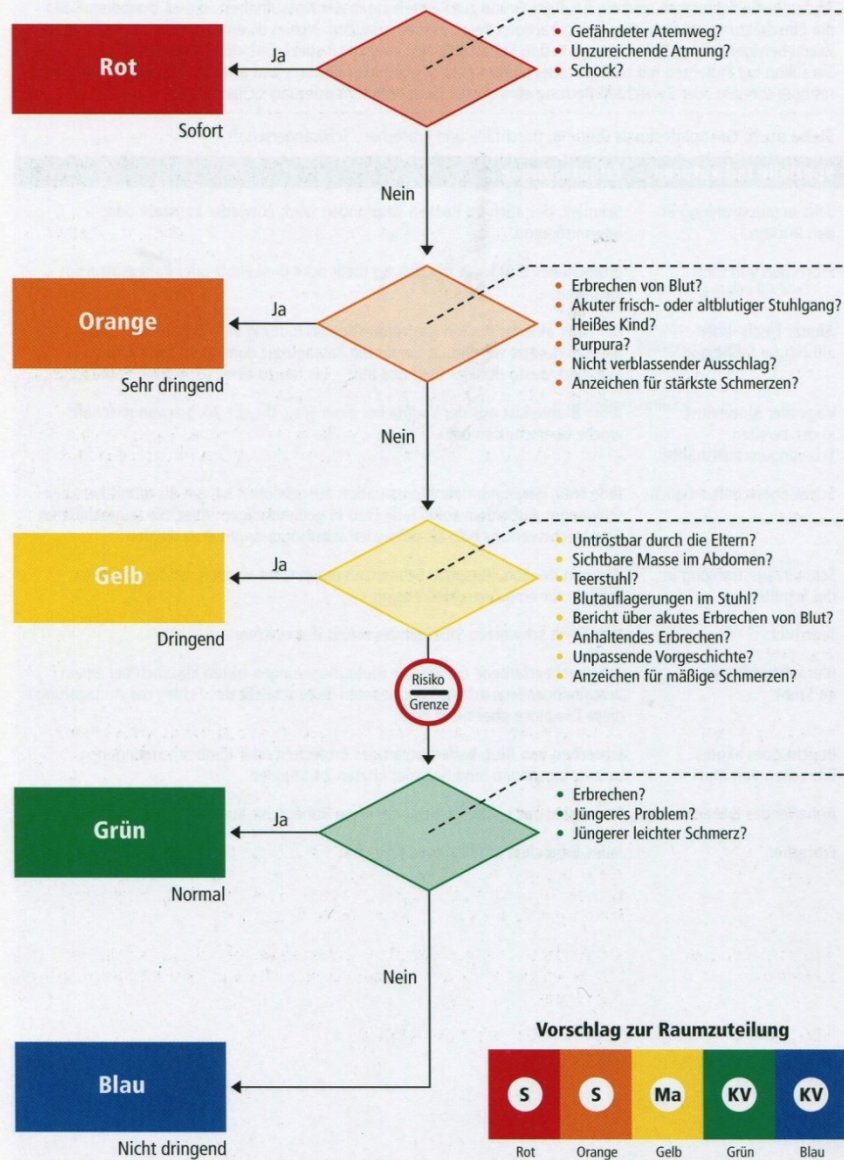 Gefährdeter Atemweg?
Unzureichende Atmung?
Schock?
Rot
Ja
Sofort
Nein
Erbrechen von Blut?
Akuter frisch- oder altblutiger Stuhlgang?
Heißes Kind?
Purpura?
Nicht verblassender Ausschlag?
Anzeichen für stärkste Schmerzen?
Orange
Ja
Sehr dringend
Nein
Untröstbar durch die Eltern?
Sichtbare Masse im Abdomen?
Teerstuhl?
Blutauflagerungen im Stuhl?
Bericht über akutes Erbrechen von Blut?
Anhaltendes Erbrechen?
Unpassende Vorgeschichte?
Anzeichen für mäßige Schmerzen?
Gelb
Ja
Dringend
Risiko
Grenze
Erbrechen?
Jüngeres Problem?
Jüngerer leichter Schmerz?
Grün
Ja
Normal
Nein
Blau
Nicht dringend
Vorschlag zur Raumzuteilung
S S Ma KV KV
Rot Orange Gelb Grün Blau